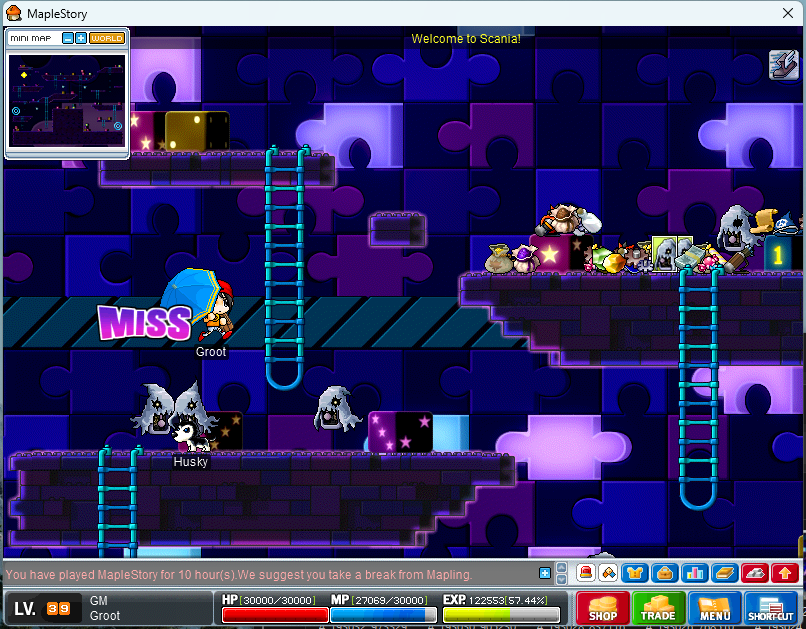 MapleStory
MINI MAP
WORLD
Welcome to Scania!
1
MISS
Groot
Husky
You have played MapleStory for 10 hour(s).We suggest you take a break from Mapling.
LV. 39
GM
Groot
HP[30000/30000]
MP[27069/30000]
EXP 122553[57.44%]
SHOP
TRADE
MENU
SHORT CUT